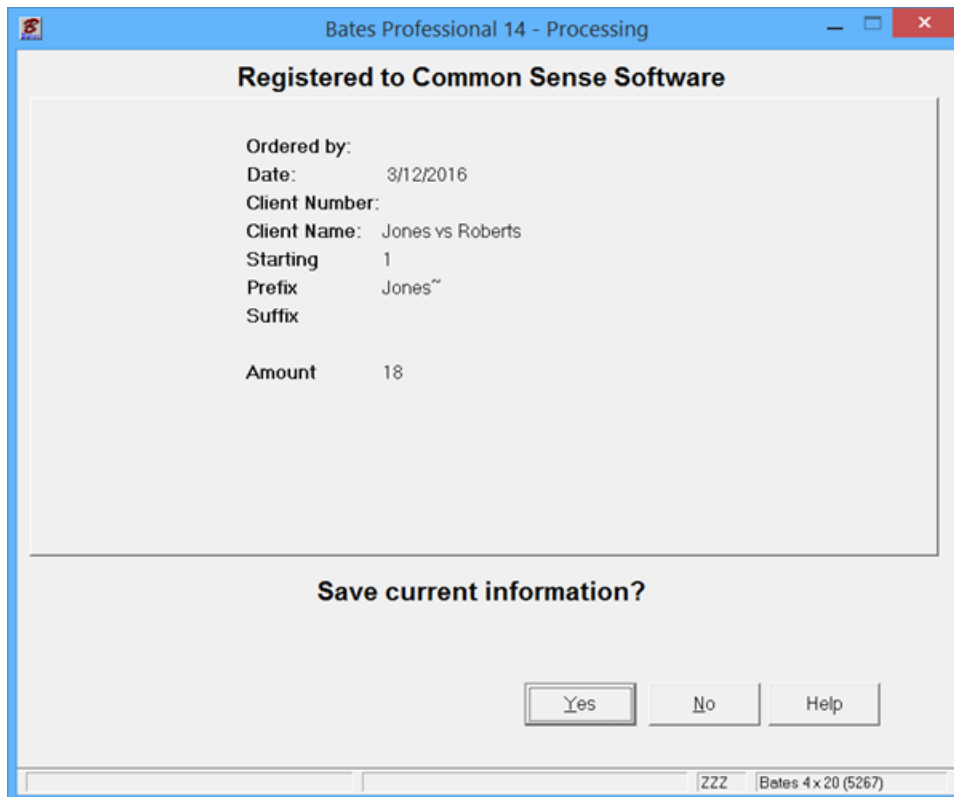 Bates Professional 14 - Processing
Registered to Common Sense Software
Ordered by:
Date: 3/12/2016
Client Number:
Client Name: Jones vs Roberts
Starting 1
Prefix Jones~
Suffix
Amount 18
Save current information?
Yes No Help
ZZZ Bates 4 x 20 (5267)